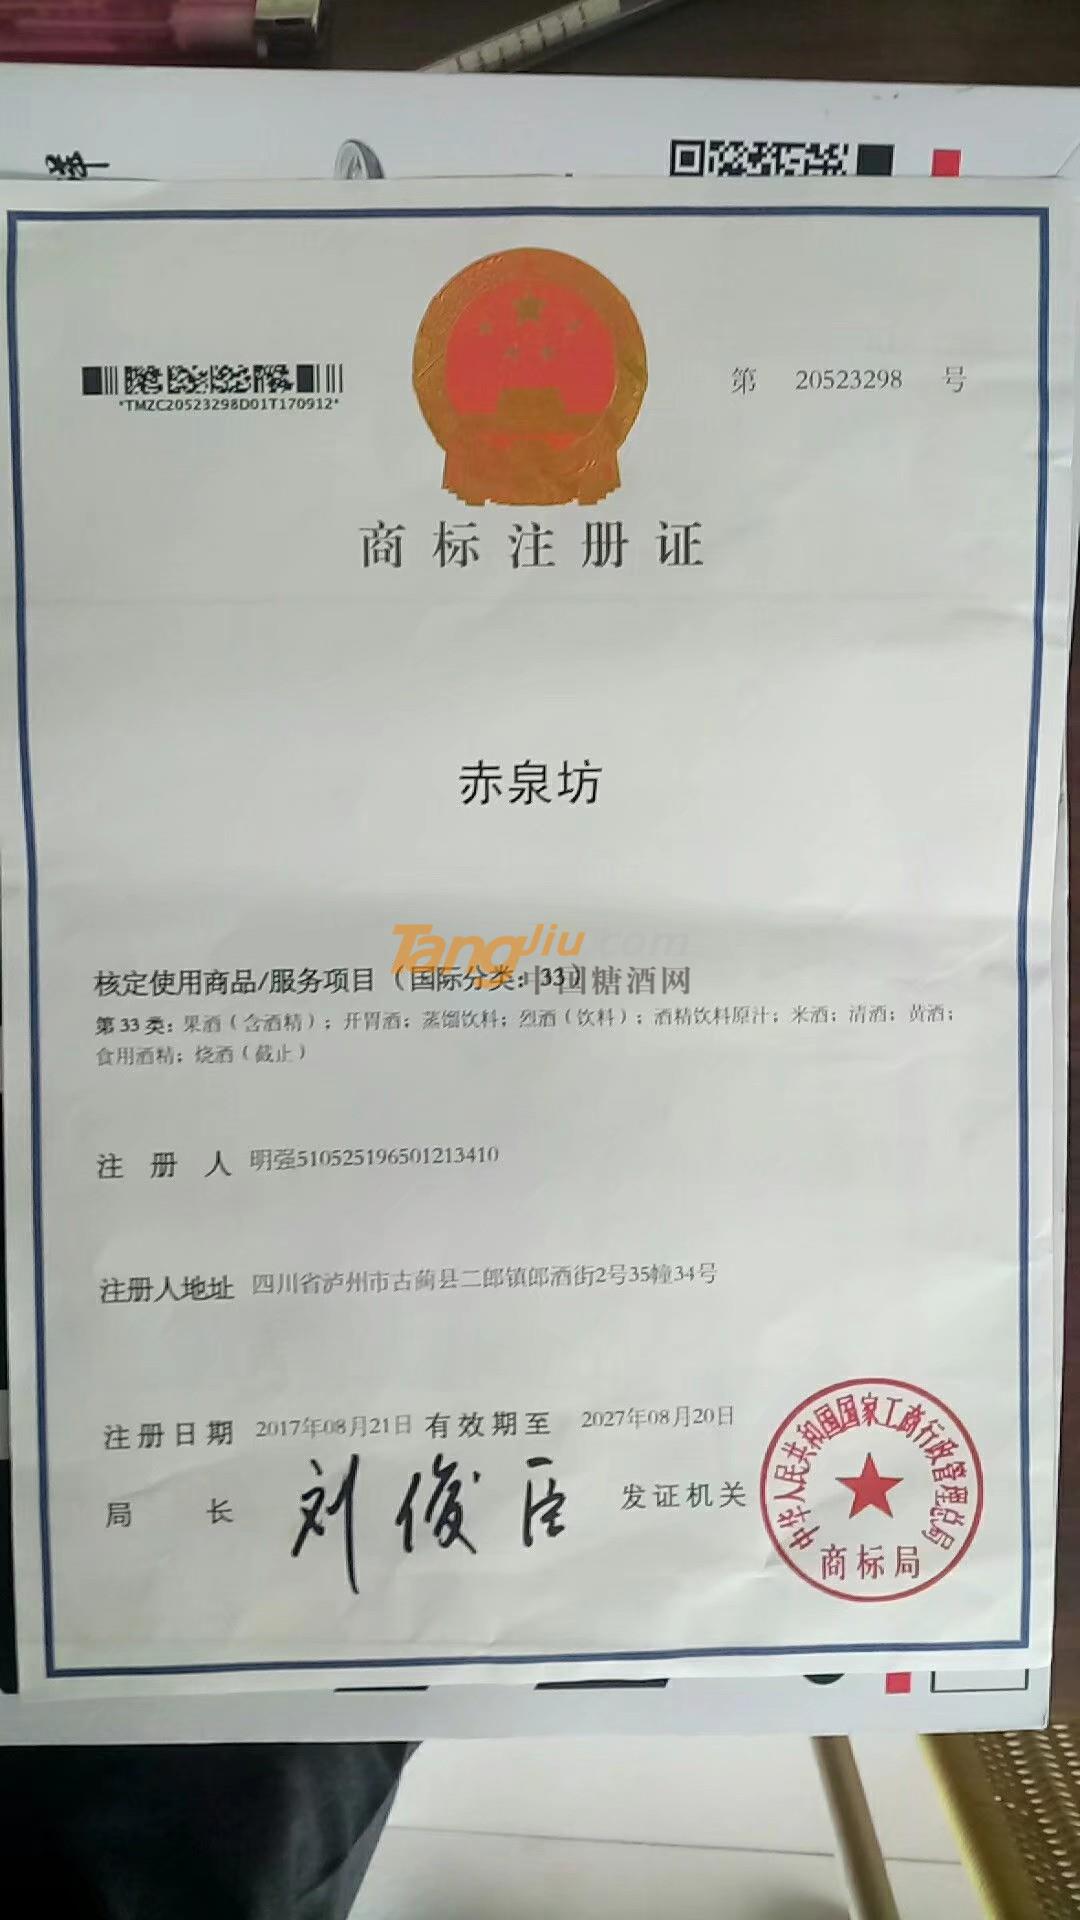 *TMZC20523298D01T170912*
第 20523298 号
商标注册证
赤泉坊
TangJiu.com
中国糖酒网
核定使用商品/服务项目（国际分类：33）
第 33 类：果酒（含酒精）；开胃酒；蒸馏饮料；烈酒（饮料）；酒精饮料原汁；米酒；清酒；黄酒；
食用酒精；烧酒（截止）
注册人 明强510525196501213410
注册人地址 四川省泸州市古蔺县二郎镇郎酒街2号35幢34号
注册日期 2017年08月21日 有效期至 2027年08月20日
局长 刘俊臣 发证机关
中华人民共和国国家工商行政管理总局
商标局